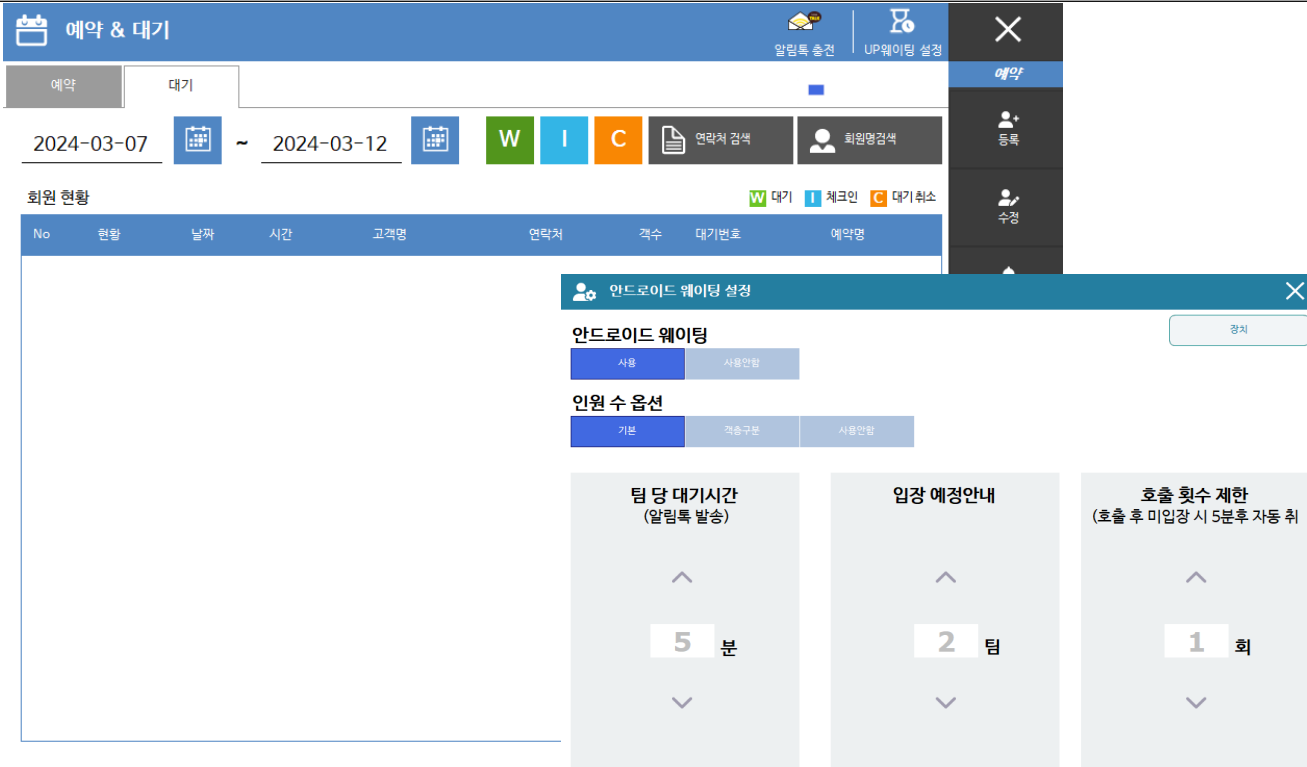 예약 & 대기
알림톡 충전
UP웨이팅 설정
예약
예약
대기
2024-03-07 ~ 2024-03-12
W I C
연락처 검색
회원명검색
등록
회원 현황
W 대기 I 체크인 C 대기취소
수정
No 현황 날짜 시간 고객명 연락처 객수 대기번호 예약명
안드로이드 웨이팅 설정
장치
안드로이드 웨이팅
사용 사용안함
인원 수 옵션
기본 객층구분 사용안함
팀 당 대기시간
(알림톡 발송)
5 분
입장 예정안내
2 팀
호출 횟수 제한
(호출 후 미입장 시 5분후 자동 취
1 회